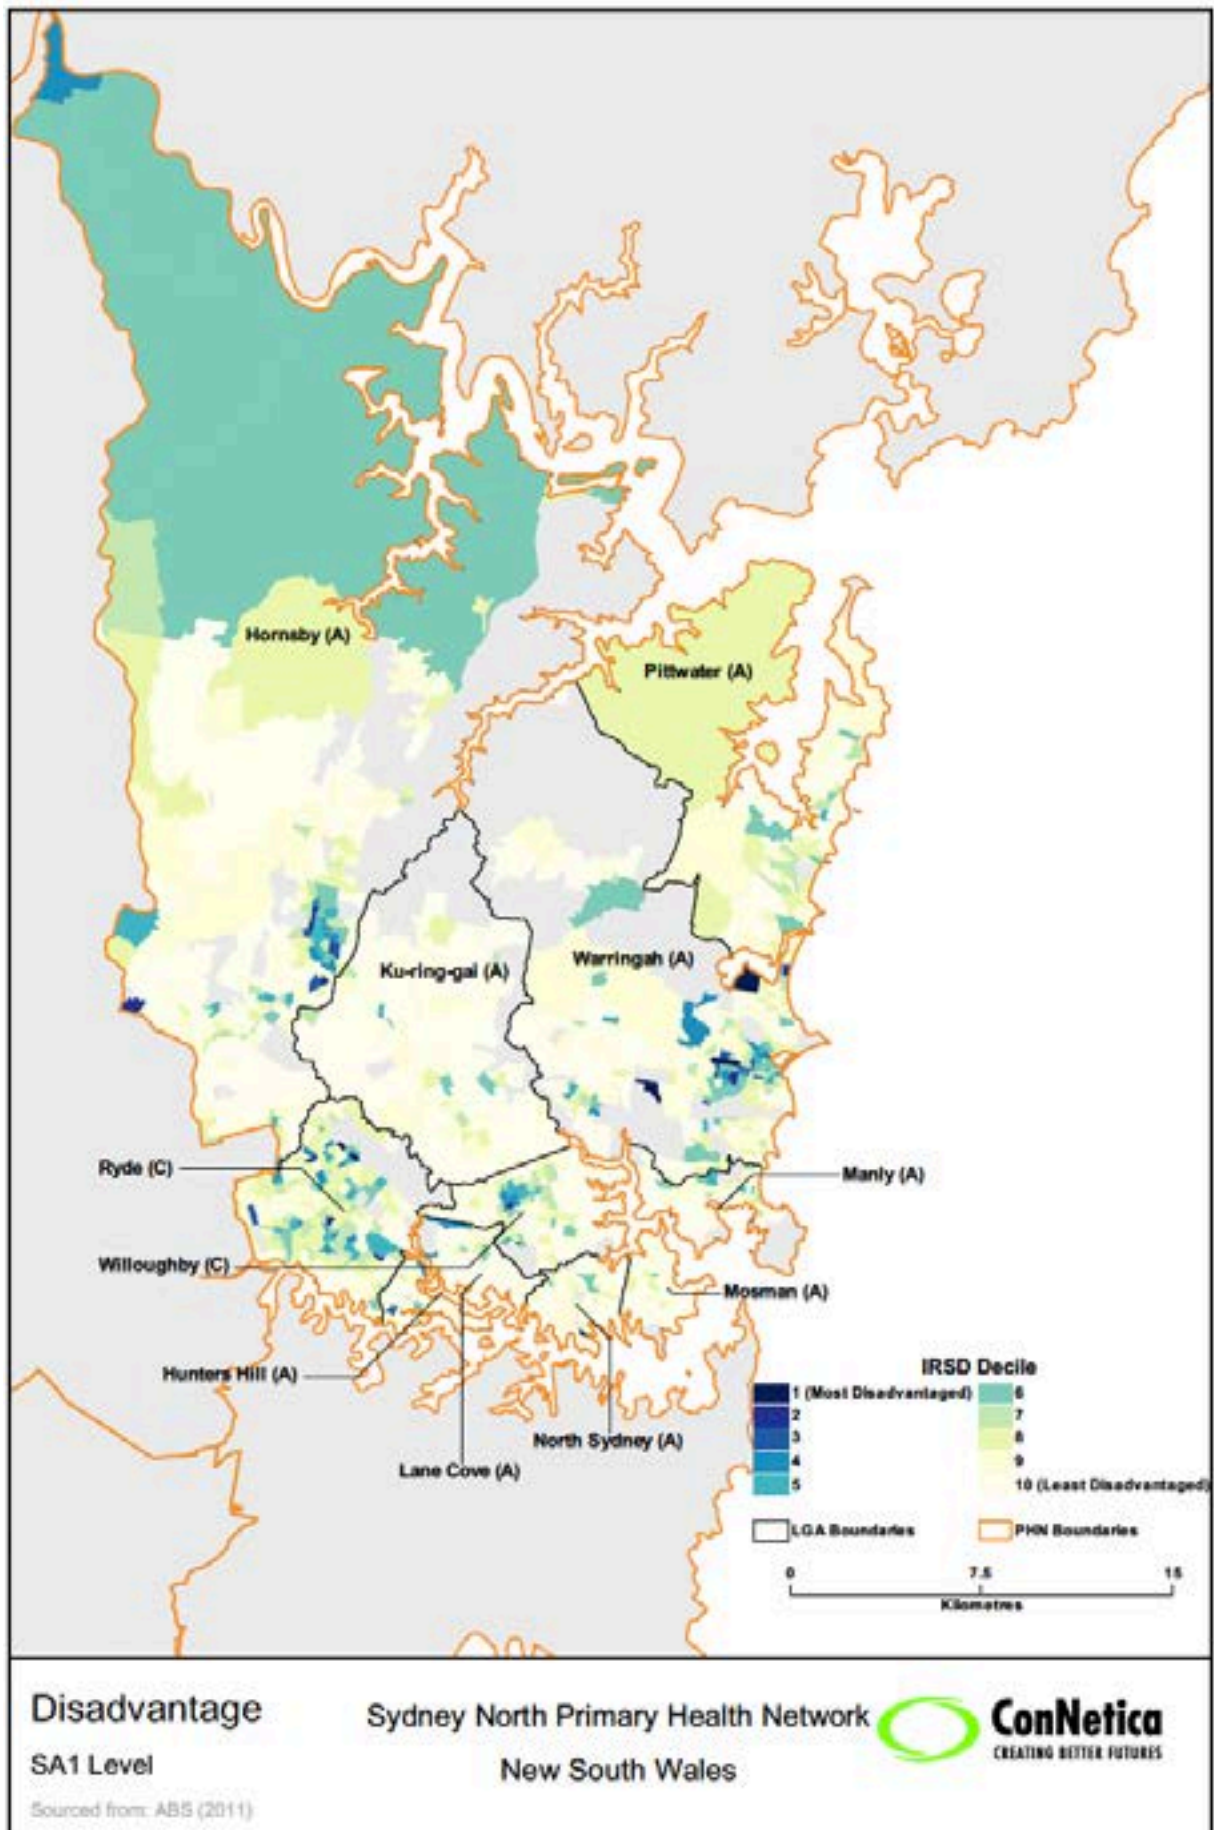 Hornsby (A)
Pittwater (A)
Warringah (A)
Ku-ring-gai (A)
Ryde (C)
Manly (A)
Willoughby (C)
Mosman (A)
Hunters Hill (A)
North Sydney (A)
Lane Cove (A)
IRSD Decile
1 (Most Disadvantaged)
2
3
4
5
6
7
8
9
10 (Least Disadvantaged)
LGA Boundaries
PHN Boundaries
0 7.5 15
Kilometres
Disadvantage
SA1 Level
Sourced from: ABS (2011)
Sydney North Primary Health Network
New South Wales
ConNetica
CREATING BETTER FUTURES